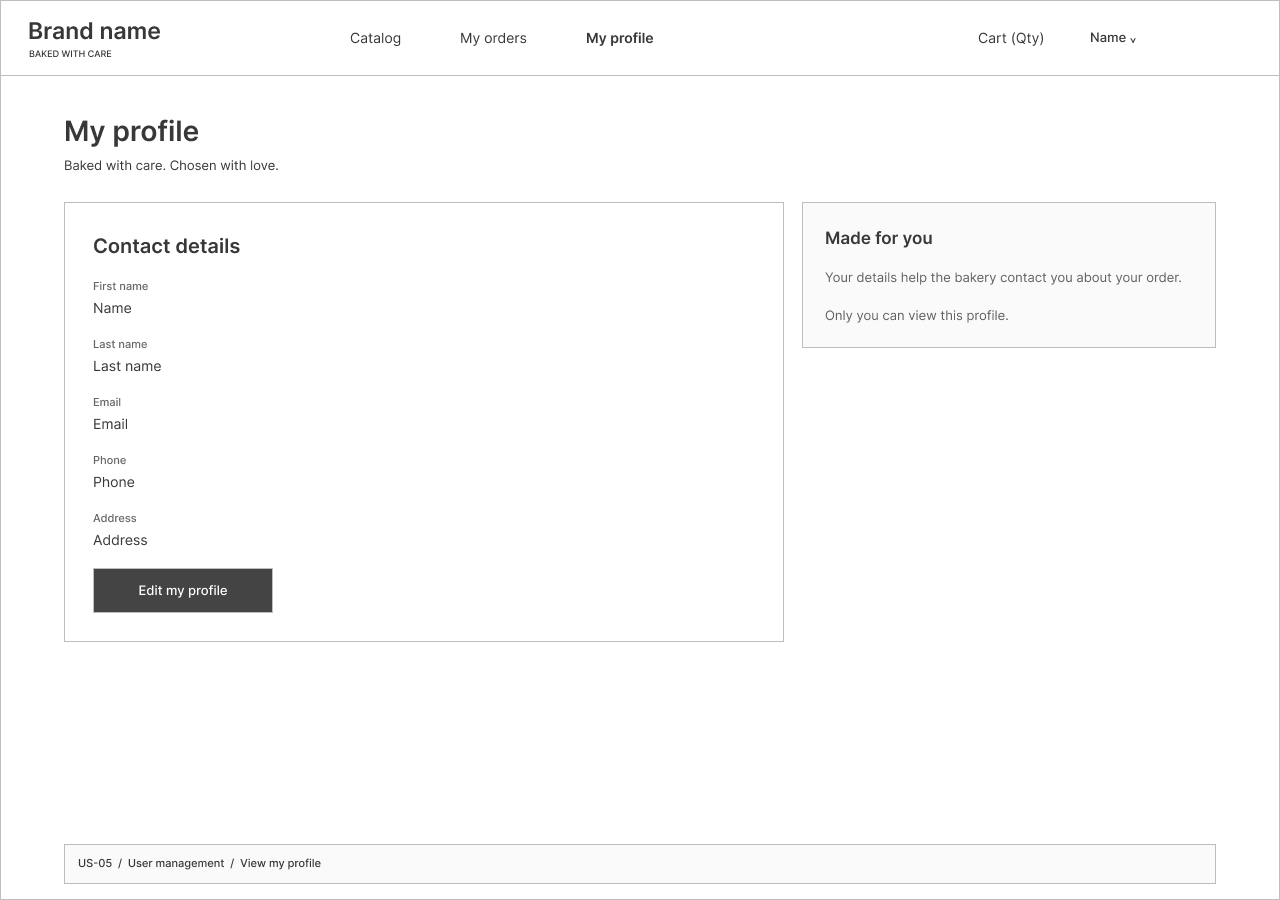 Brand name
BAKED WITH CARE
Catalog
My orders
My profile
Cart (Qty)
Name v
My profile
Baked with care. Chosen with love.
Contact details
First name
Name
Last name
Last name
Email
Email
Phone
Phone
Address
Address
Edit my profile
Made for you
Your details help the bakery contact you about your order.
Only you can view this profile.
US-05 / User management / View my profile